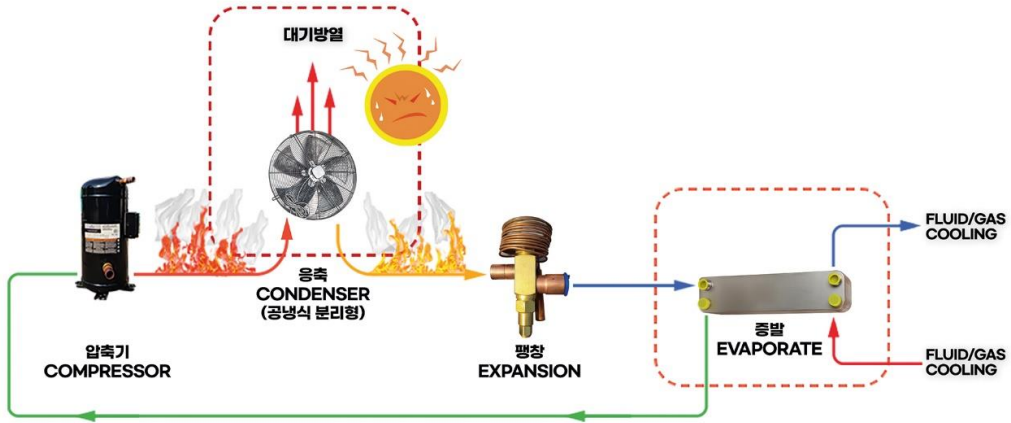 대기방열
응축
CONDENSER
(공냉식 분리형)
압축기
COMPRESSOR
팽창
EXPANSION
증발
EVAPORATE
FLUID/GAS
COOLING
FLUID/GAS
COOLING